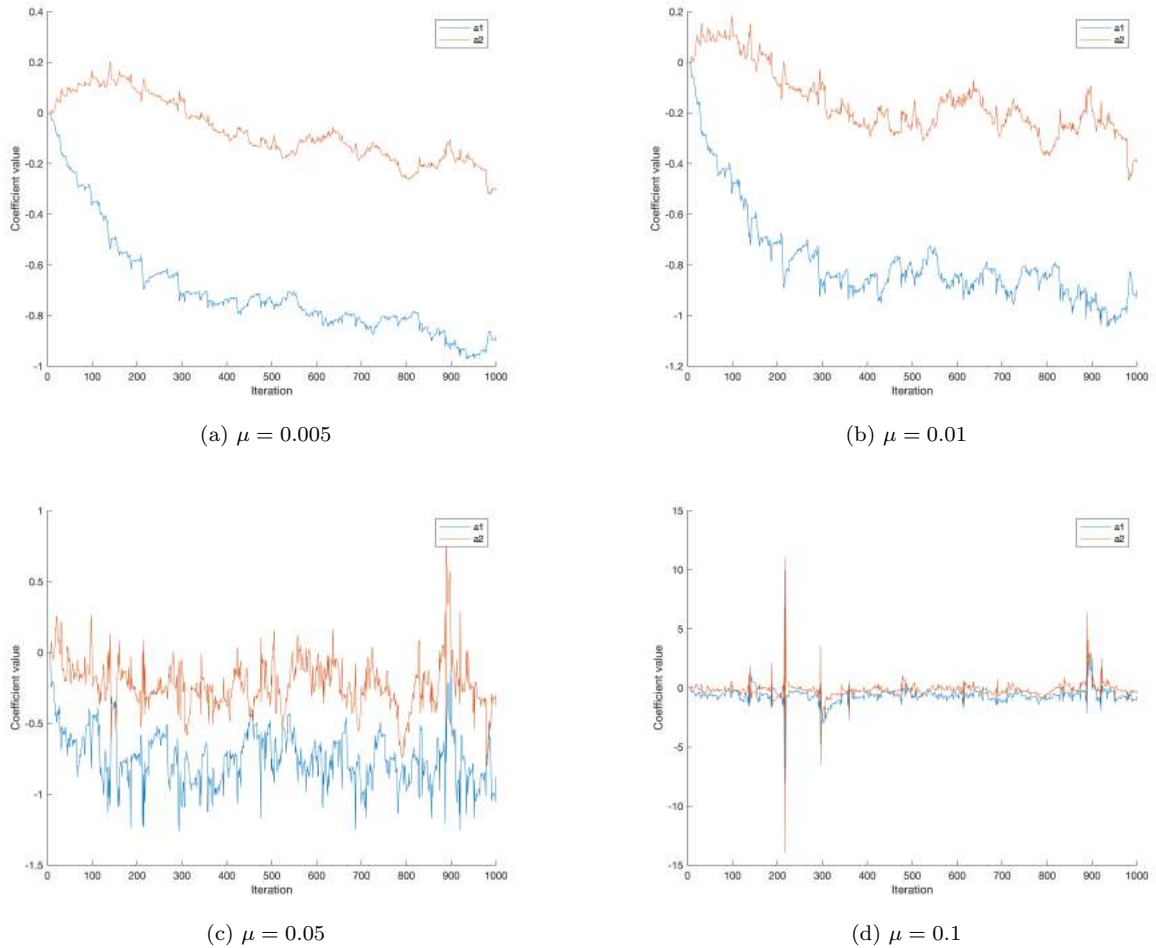 0.4
0.2
0
-0.2
-0.4
-0.6
-0.8
-1
Coefficient value
a1
a2
0 100 200 300 400 500 600 700 800 900 1000
Iteration
(a) μ = 0.005
0.2
0
-0.2
-0.4
-0.6
-0.8
-1
-1.2
Coefficient value
a1
a2
0 100 200 300 400 500 600 700 800 900 1000
Iteration
(b) μ = 0.01
1
0.5
0
-0.5
-1
-1.5
Coefficient value
a1
a2
0 100 200 300 400 500 600 700 800 900 1000
Iteration
(c) μ = 0.05
15
10
5
0
-5
-10
-15
Coefficient value
a1
a2
0 100 200 300 400 500 600 700 800 900 1000
Iteration
(d) μ = 0.1